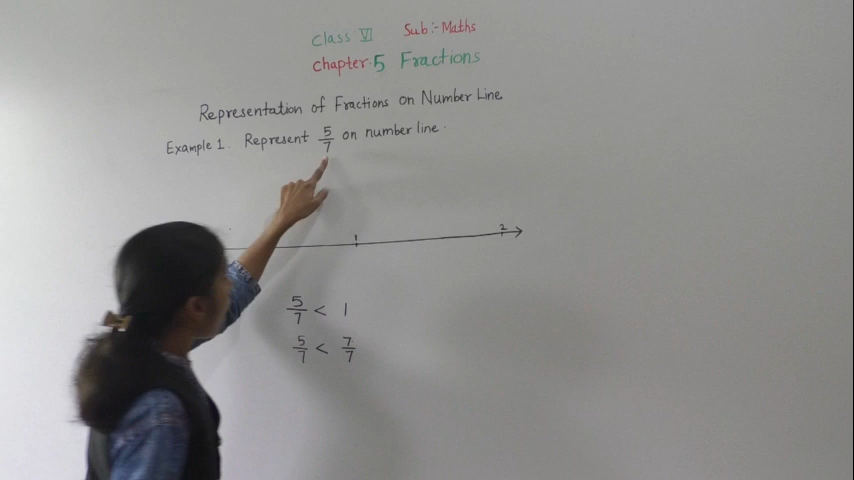 Class VI Sub:- Maths
Chapter.5 Fractions
Representation of Fractions on Number Line
Example 1. Represent 5/7 on number line.
1 2
5/7 < 1
5/7 < 7/7